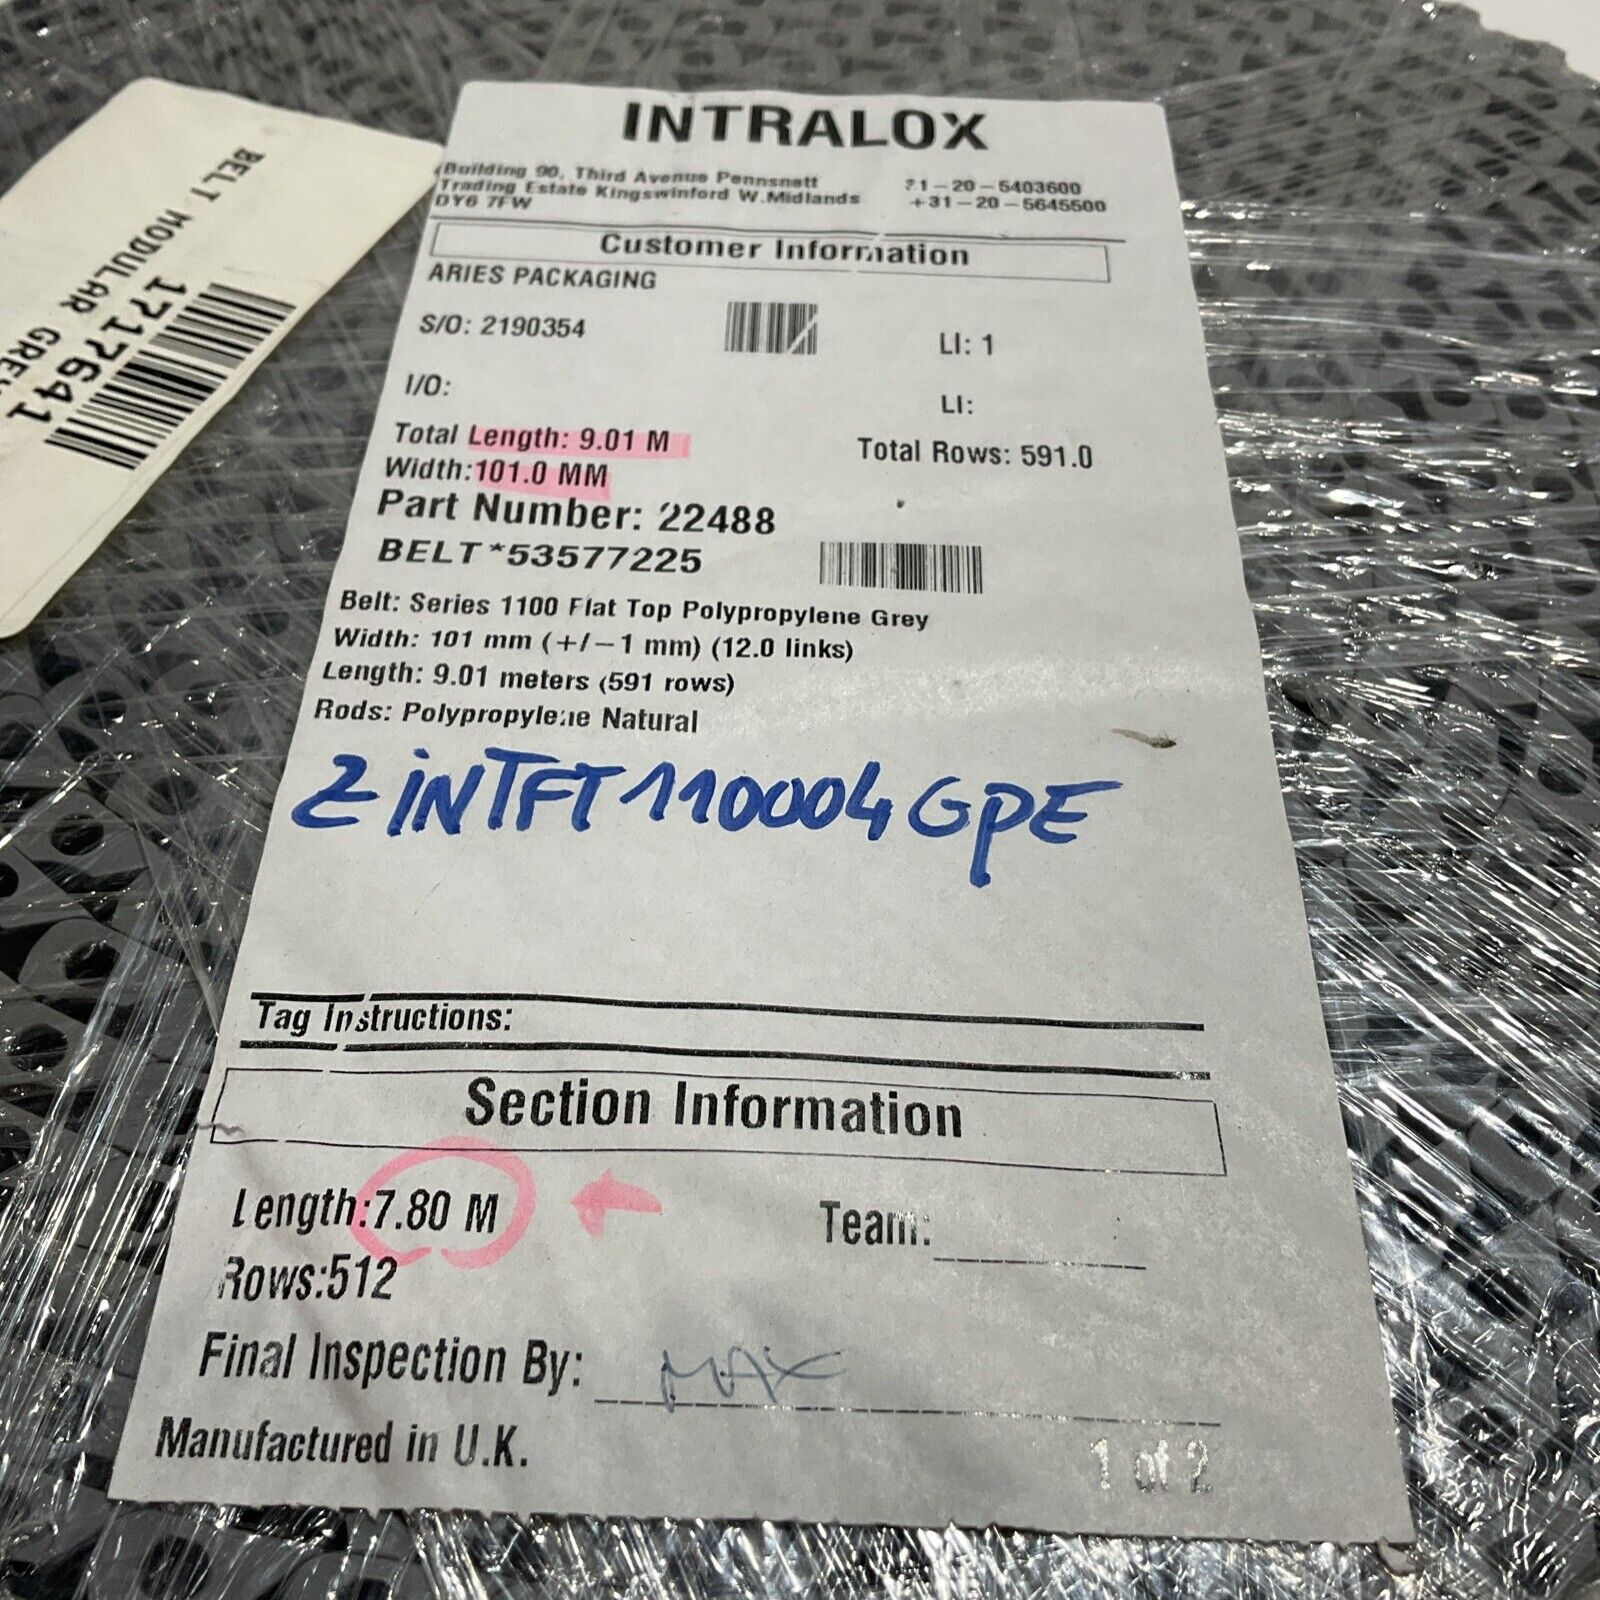 INTRALOX
Building 90, Third Avenue Pennsnett
Trading Estate Kingswinford W.Midlands
DY6 7FW
31-20-5403600
+31-20-5645500
Customer Information
ARIES PACKAGING
S/O: 2190354
LI: 1
I/O:
LI:
Total Length: 9.01 M
Total Rows: 591.0
Width:101.0 MM
Part Number: 22488
BELT*53577225
Belt: Series 1100 Flat Top Polypropylene Grey
Width: 101 mm (+/-1 mm) (12.0 links)
Length: 9.01 meters (591 rows)
Rods: Polypropylene Natural
ZiNTFT110004GPE
Tag Instructions:
Section Information
Length:7.80 M
Team:
Rows:512
Final Inspection By: MAX
Manufactured in U.K.
1 of 2
BELT MODULAR
1717641